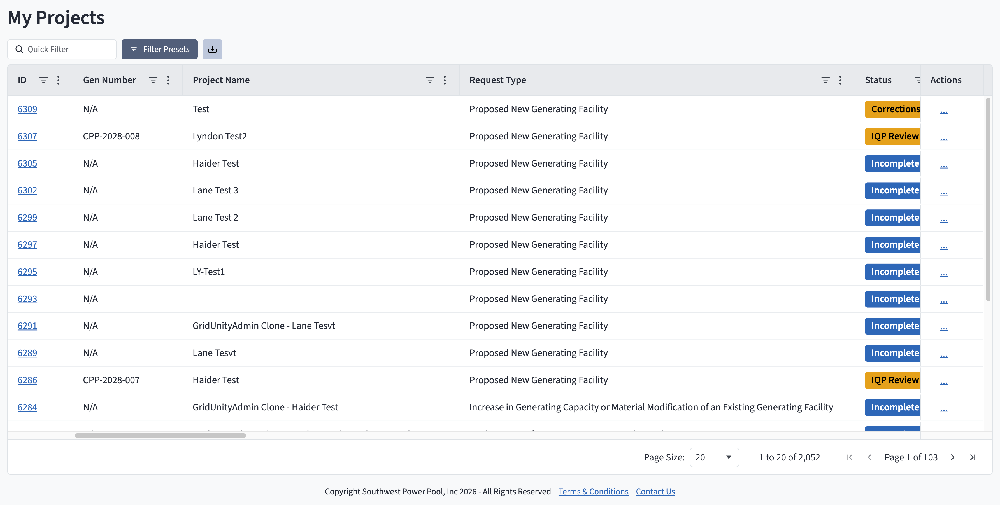 My Projects
Quick Filter Filter Presets
ID Gen Number Project Name Request Type Status Actions
6309 N/A Test Proposed New Generating Facility Corrections ...
6307 CPP-2028-008 Lyndon Test2 Proposed New Generating Facility IQP Review ...
6305 N/A Haider Test Proposed New Generating Facility Incomplete ...
6302 N/A Lane Test 3 Proposed New Generating Facility Incomplete ...
6299 N/A Lane Test 2 Proposed New Generating Facility Incomplete ...
6297 N/A Haider Test Proposed New Generating Facility Incomplete ...
6295 N/A LY-Test1 Proposed New Generating Facility Incomplete ...
6293 N/A Proposed New Generating Facility Incomplete ...
6291 N/A GridUnityAdmin Clone - Lane Tesvt Proposed New Generating Facility Incomplete ...
6289 N/A Lane Tesvt Proposed New Generating Facility Incomplete ...
6286 CPP-2028-007 Haider Test Proposed New Generating Facility IQP Review ...
6284 N/A GridUnityAdmin Clone - Haider Test Increase in Generating Capacity or Material Modification of an Existing Generating Facility Incomplete ...
Page Size: 20 1 to 20 of 2,052 Page 1 of 103
Copyright Southwest Power Pool, Inc 2026 - All Rights Reserved Terms & Conditions Contact Us